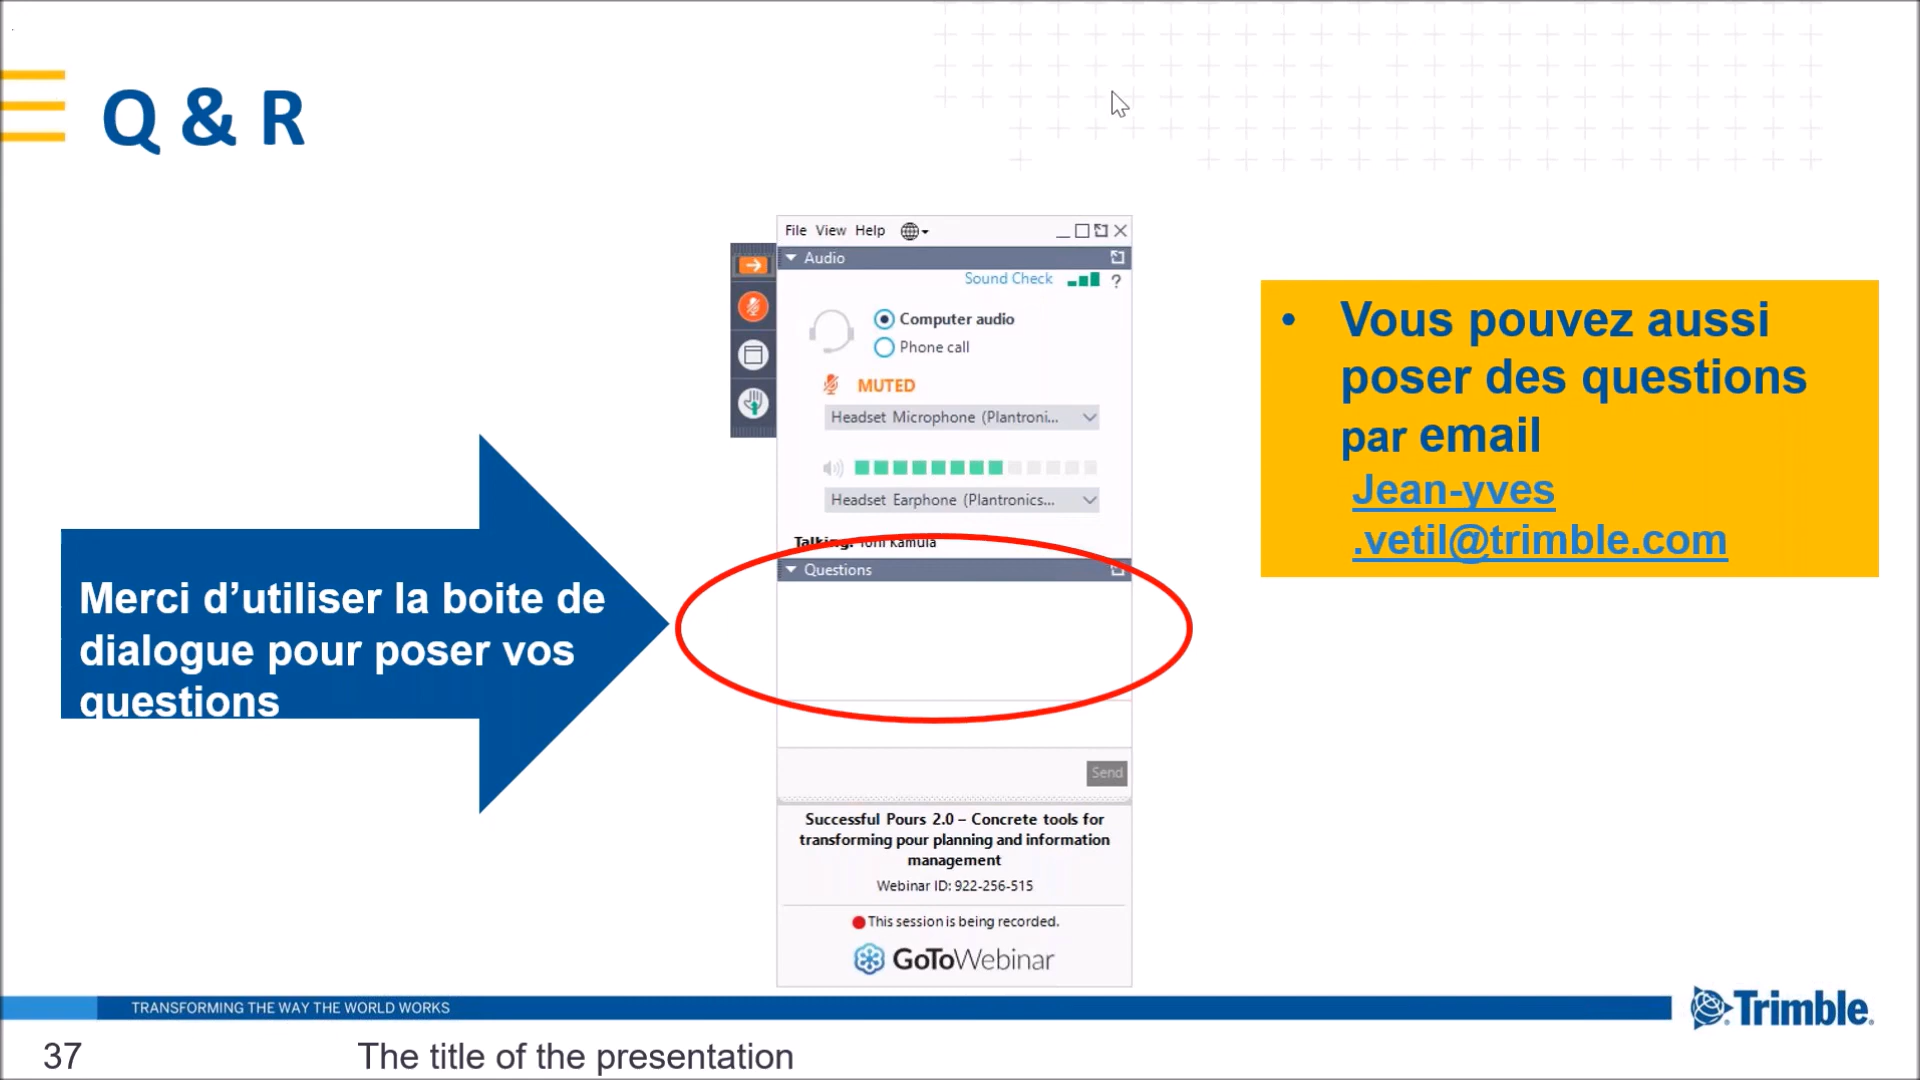 Q & R
File View Help
Audio
Sound Check
?
Computer audio
Phone call
MUTED
Headset Microphone (Plantroni...
Headset Earphone (Plantronics...
Talking: Tomi Kamula
Questions
Send
Successful Pours 2.0 – Concrete tools for
transforming pour planning and information
management
Webinar ID: 922-256-515
This session is being recorded.
GoToWebinar
Merci d’utiliser la boite de
dialogue pour poser vos
questions
• Vous pouvez aussi
poser des questions
par email
Jean-yves
.vetil@trimble.com
TRANSFORMING THE WAY THE WORLD WORKS
Trimble
37
The title of the presentation